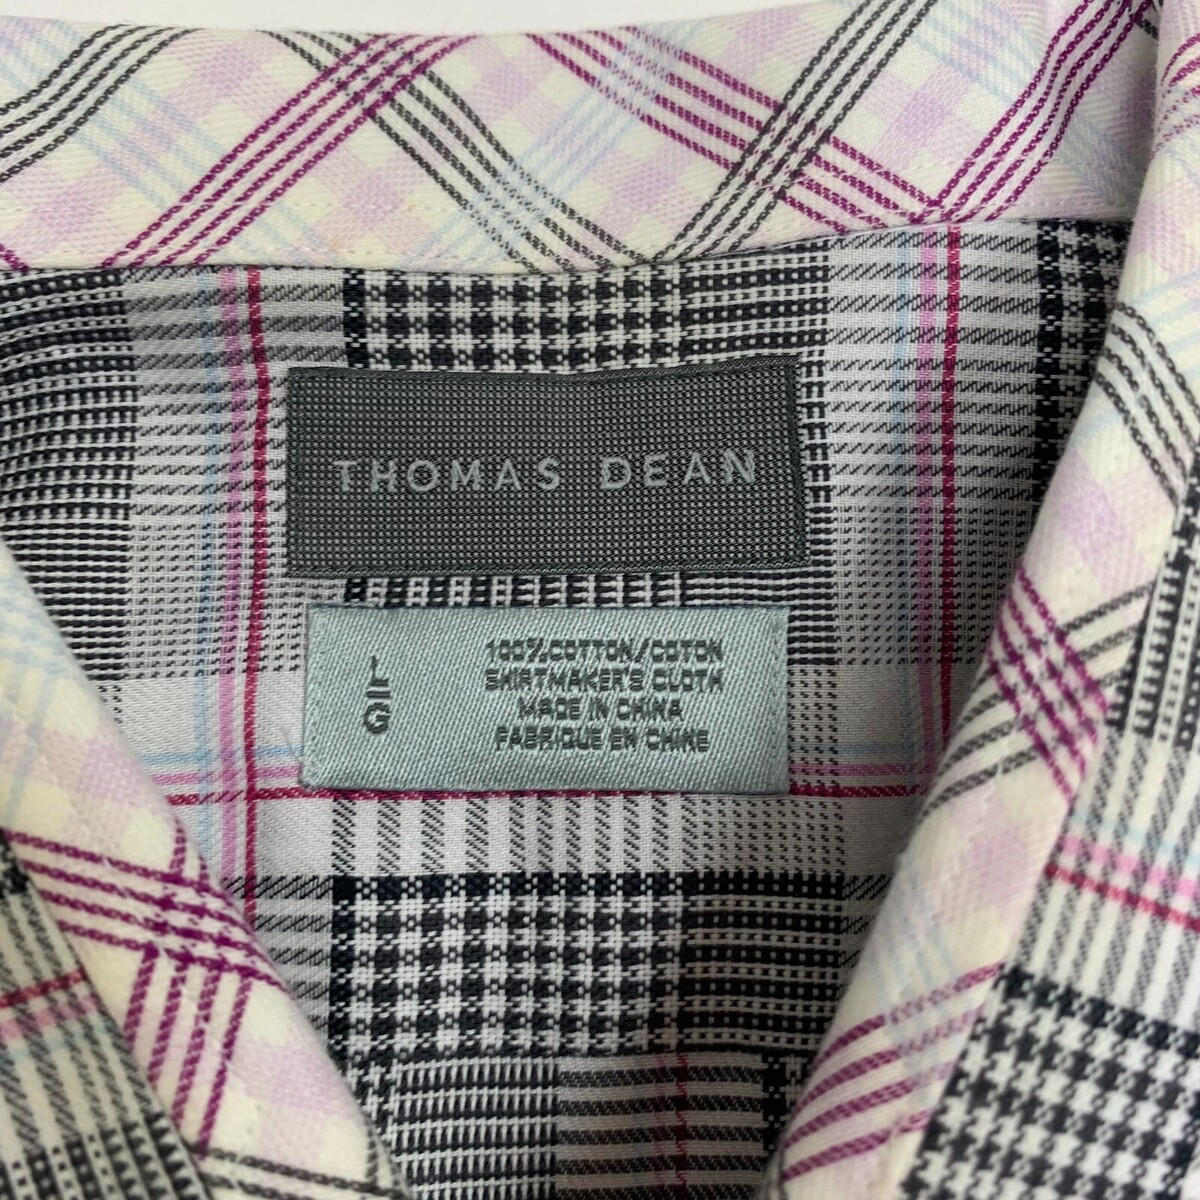 THOMAS DEAN
L/G
100% COTTON/COTON
SHIRTMAKER'S CLOTH
MADE IN CHINA
FABRIQUE EN CHINE